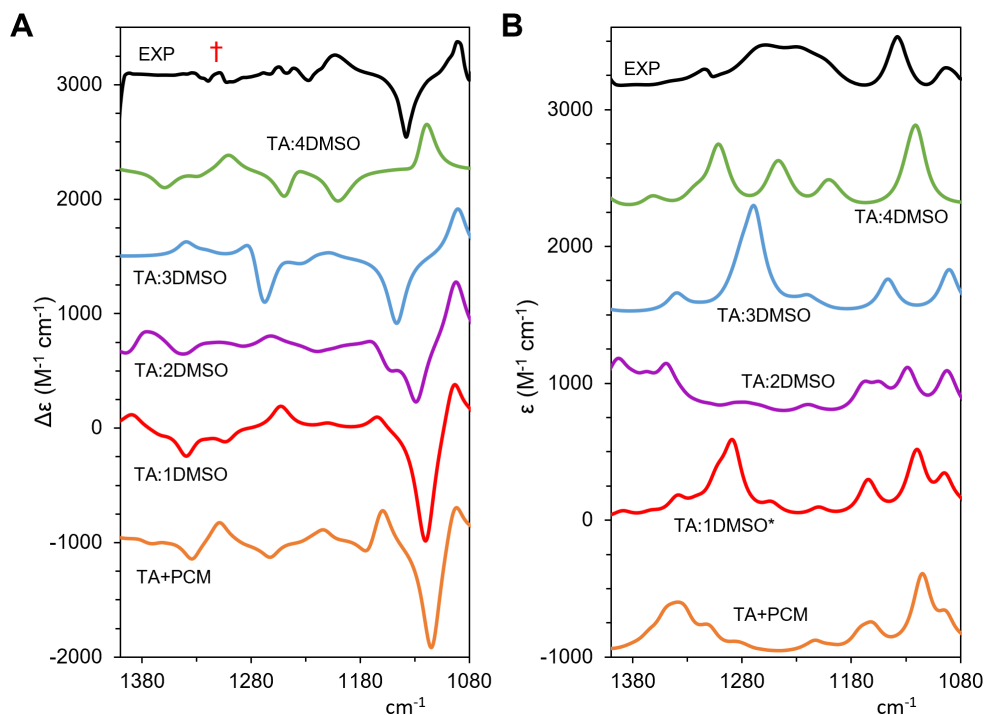 A
EXP
†
3000
TA:4DMSO
2000
TA:3DMSO
1000
TA:2DMSO
Δε (M⁻¹ cm⁻¹)
0
TA:1DMSO
-1000
TA+PCM
-2000
1380
1280
1180
1080
cm⁻¹
B
EXP
3000
TA:4DMSO
2000
TA:3DMSO
TA:2DMSO
1000
ε (M⁻¹ cm⁻¹)
TA:1DMSO*
0
TA+PCM
-1000
1380
1280
1180
1080
cm⁻¹